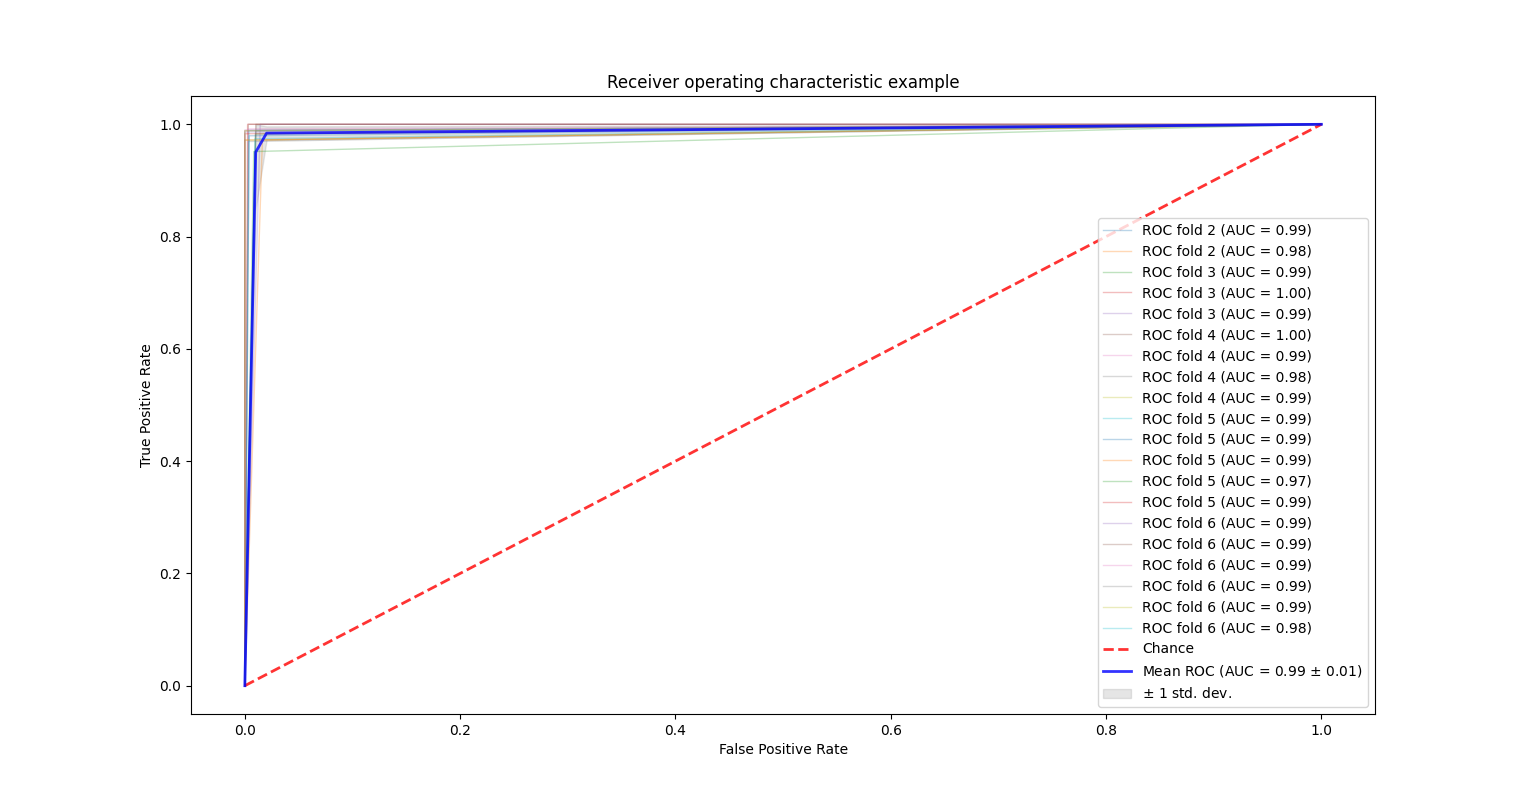 Receiver operating characteristic example
True Positive Rate
1.0
0.8
0.6
0.4
0.2
0.0
ROC fold 2 (AUC = 0.99)
ROC fold 2 (AUC = 0.98)
ROC fold 3 (AUC = 0.99)
ROC fold 3 (AUC = 1.00)
ROC fold 3 (AUC = 0.99)
ROC fold 4 (AUC = 1.00)
ROC fold 4 (AUC = 0.99)
ROC fold 4 (AUC = 0.98)
ROC fold 4 (AUC = 0.99)
ROC fold 5 (AUC = 0.99)
ROC fold 5 (AUC = 0.99)
ROC fold 5 (AUC = 0.99)
ROC fold 5 (AUC = 0.97)
ROC fold 5 (AUC = 0.99)
ROC fold 6 (AUC = 0.99)
ROC fold 6 (AUC = 0.99)
ROC fold 6 (AUC = 0.99)
ROC fold 6 (AUC = 0.99)
ROC fold 6 (AUC = 0.99)
ROC fold 6 (AUC = 0.98)
Chance
Mean ROC (AUC = 0.99 ± 0.01)
± 1 std. dev.
0.0 0.2 0.4 0.6 0.8 1.0
False Positive Rate